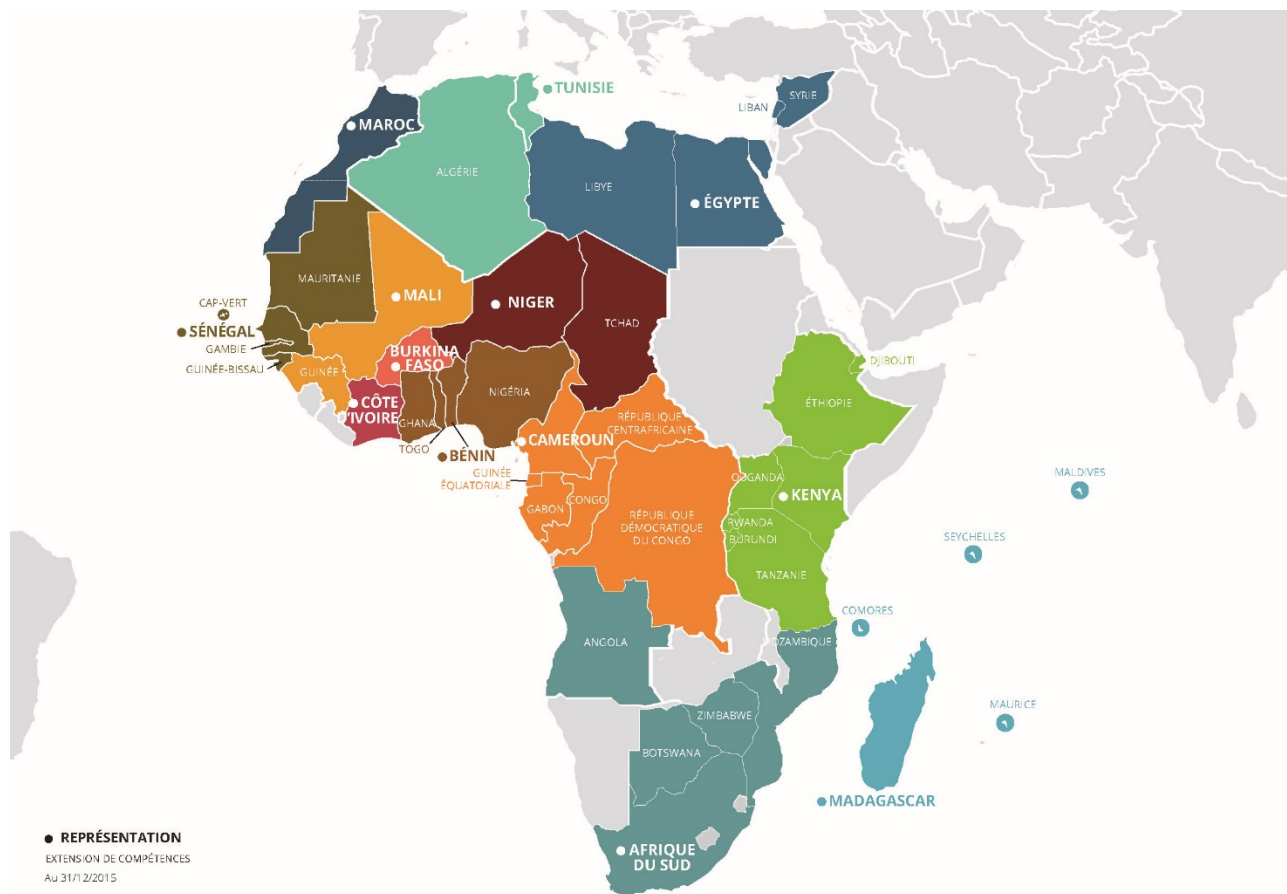 TUNISIE
SYRIE
LIBAN
MAROC
ALGÉRIE
LIBYE
ÉGYPTE
MAURITANIE
MALI
NIGER
CAP-VERT
TCHAD
SÉNÉGAL
GAMBIE
BURKINA
FASO
DJIBOUTI
GUINÉE-BISSAU
GUINÉE
NIGÉRIA
ÉTHIOPIE
CÔTE
D'IVOIRE
GHANA
RÉPUBLIQUE
CENTRAFRICAINE
TOGO
BÉNIN
CAMEROUN
GUINÉE
ÉQUATORIALE
MALDIVES
OUGANDA
KENYA
GABON
CONGO
RÉPUBLIQUE
DÉMOCRATIQUE
DU CONGO
RWANDA
BURUNDI
SEYCHELLES
TANZANIE
COMORES
ANGOLA
MOZAMBIQUE
MAURICE
ZIMBABWE
BOTSWANA
MADAGASCAR
REPRÉSENTATION
EXTENSION DE COMPÉTENCES
Au 31/12/2015
AFRIQUE
DU SUD